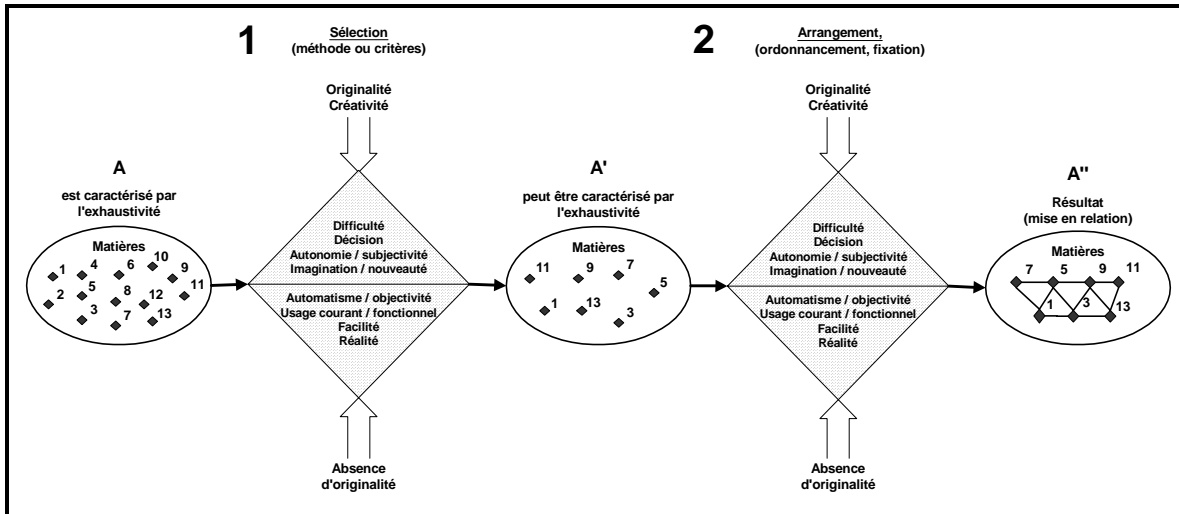 1
Sélection
(méthode ou critères)
Originalité
Créativité
A
est caractérisé par
l'exhaustivité
Matières
1 4 6 10 9
2 5 8 12 11
3 7 13
Difficulté
Décision
Autonomie / subjectivité
Imagination / nouveauté
Automatisme / objectivité
Usage courant / fonctionnel
Facilité
Réalité
Absence
d'originalité
A'
peut être caractérisé par
l'exhaustivité
Matières
11 9 7 5
1 13 3
2
Arrangement,
(ordonnancement, fixation)
Originalité
Créativité
Difficulté
Décision
Autonomie / subjectivité
Imagination / nouveauté
Automatisme / objectivité
Usage courant / fonctionnel
Facilité
Réalité
Absence
d'originalité
A"
Résultat
(mise en relation)
Matières
7 5 9 11
1 3 13